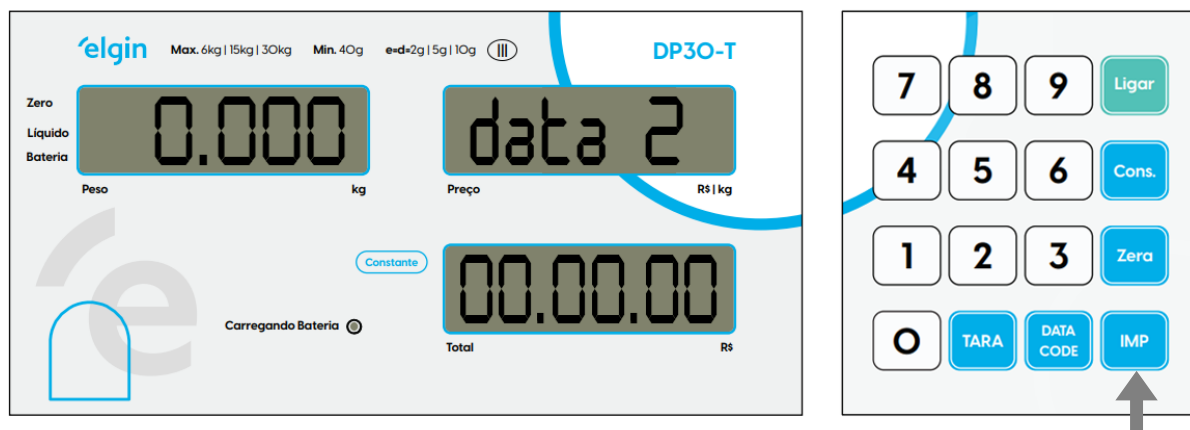 elgin Max. 6kg | 15kg | 30kg Min. 40g e=d=2g | 5g | 10g III DP30-T
Zero
Líquido
Bateria
0.000
data 2
Peso kg
Preço R$ | kg
Constante
00.00.00
Carregando Bateria
Total R$
7 8 9 Ligar
4 5 6 Cons.
1 2 3 Zera
0 TARA DATA CODE IMP